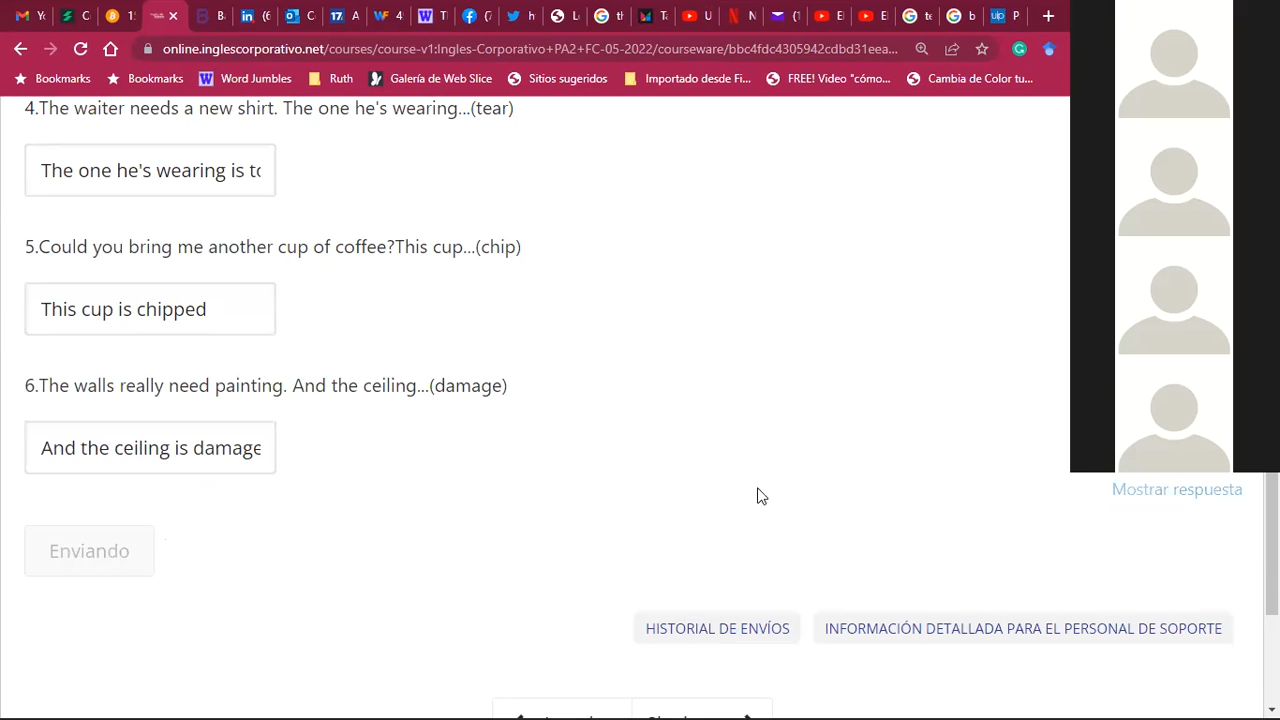 online.inglescorporativo.net/courses/course-v1:Ingles-Corporativo+PA2+FC-05-2022/courseware/bbc4fdc4305942cdbd31eea...
Bookmarks Bookmarks Word Jumbles Ruth Galería de Web Slice Sitios sugeridos Importado desde Fi... FREE! Video "cómo... Cambia de Color tu...
4.The waiter needs a new shirt. The one he's wearing...(tear)
The one he's wearing is to
5.Could you bring me another cup of coffee?This cup...(chip)
This cup is chipped
6.The walls really need painting. And the ceiling...(damage)
And the ceiling is damage
Mostrar respuesta
Enviando
HISTORIAL DE ENVÍOS INFORMACIÓN DETALLADA PARA EL PERSONAL DE SOPORTE